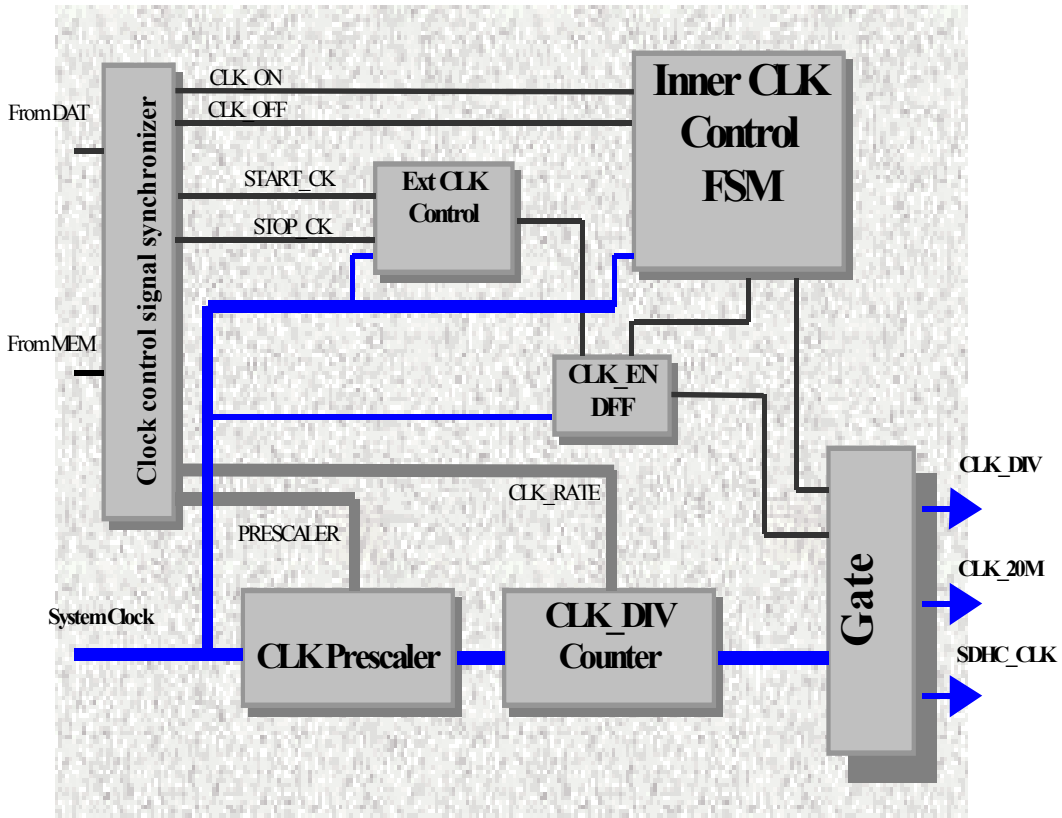 CLK_ON
Inner CLK
Control
FSM
From DAT
CLK_OFF
Clock control signal synchronizer
START_CK
Ext CLK
Control
STOP_CK
From MEM
CLK_EN
DFF
CLK_DIV
CLK_RATE
PRESCALER
CLK_20M
System Clock
CLK Prescaler
CLK_DIV
Counter
Gate
SDHC_CLK